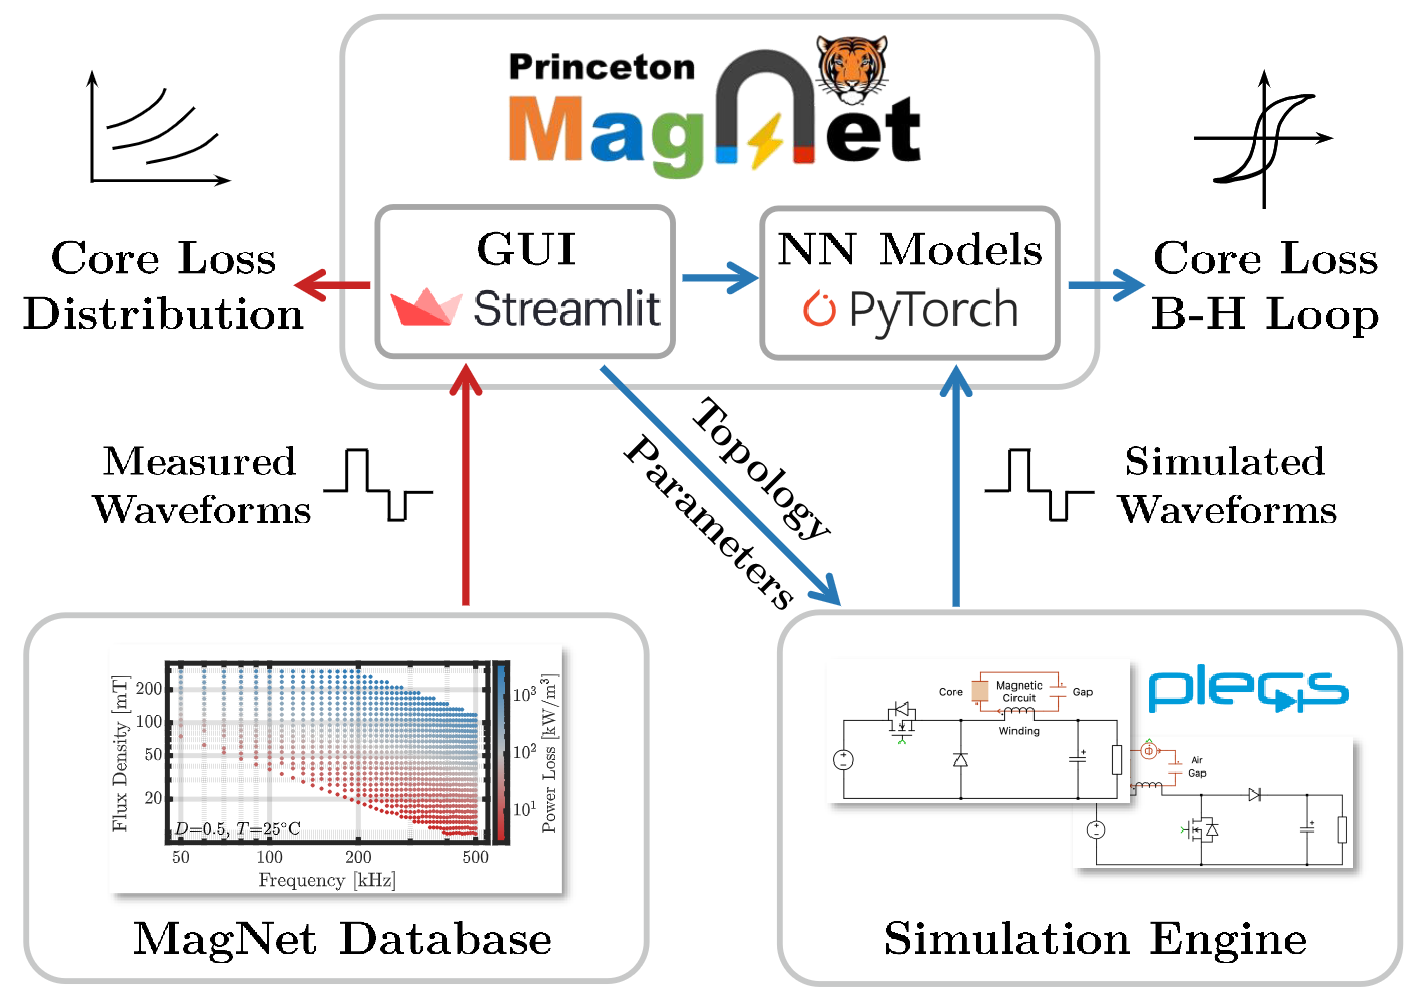 Princeton
MagNet
GUI
Streamlit
NN Models
PyTorch
Core Loss
Distribution
Core Loss
B-H Loop
Measured
Waveforms
Topology
Parameters
Simulated
Waveforms
Flux Density [mT]
200
100
50
20
D=0.5, T=25°C
50
100
200
500
Frequency [kHz]
10³
10²
10¹
Power Loss [kW/m³]
MagNet Database
plecs
Core
Magnetic
Circuit
Gap
Winding
Air
Gap
Simulation Engine